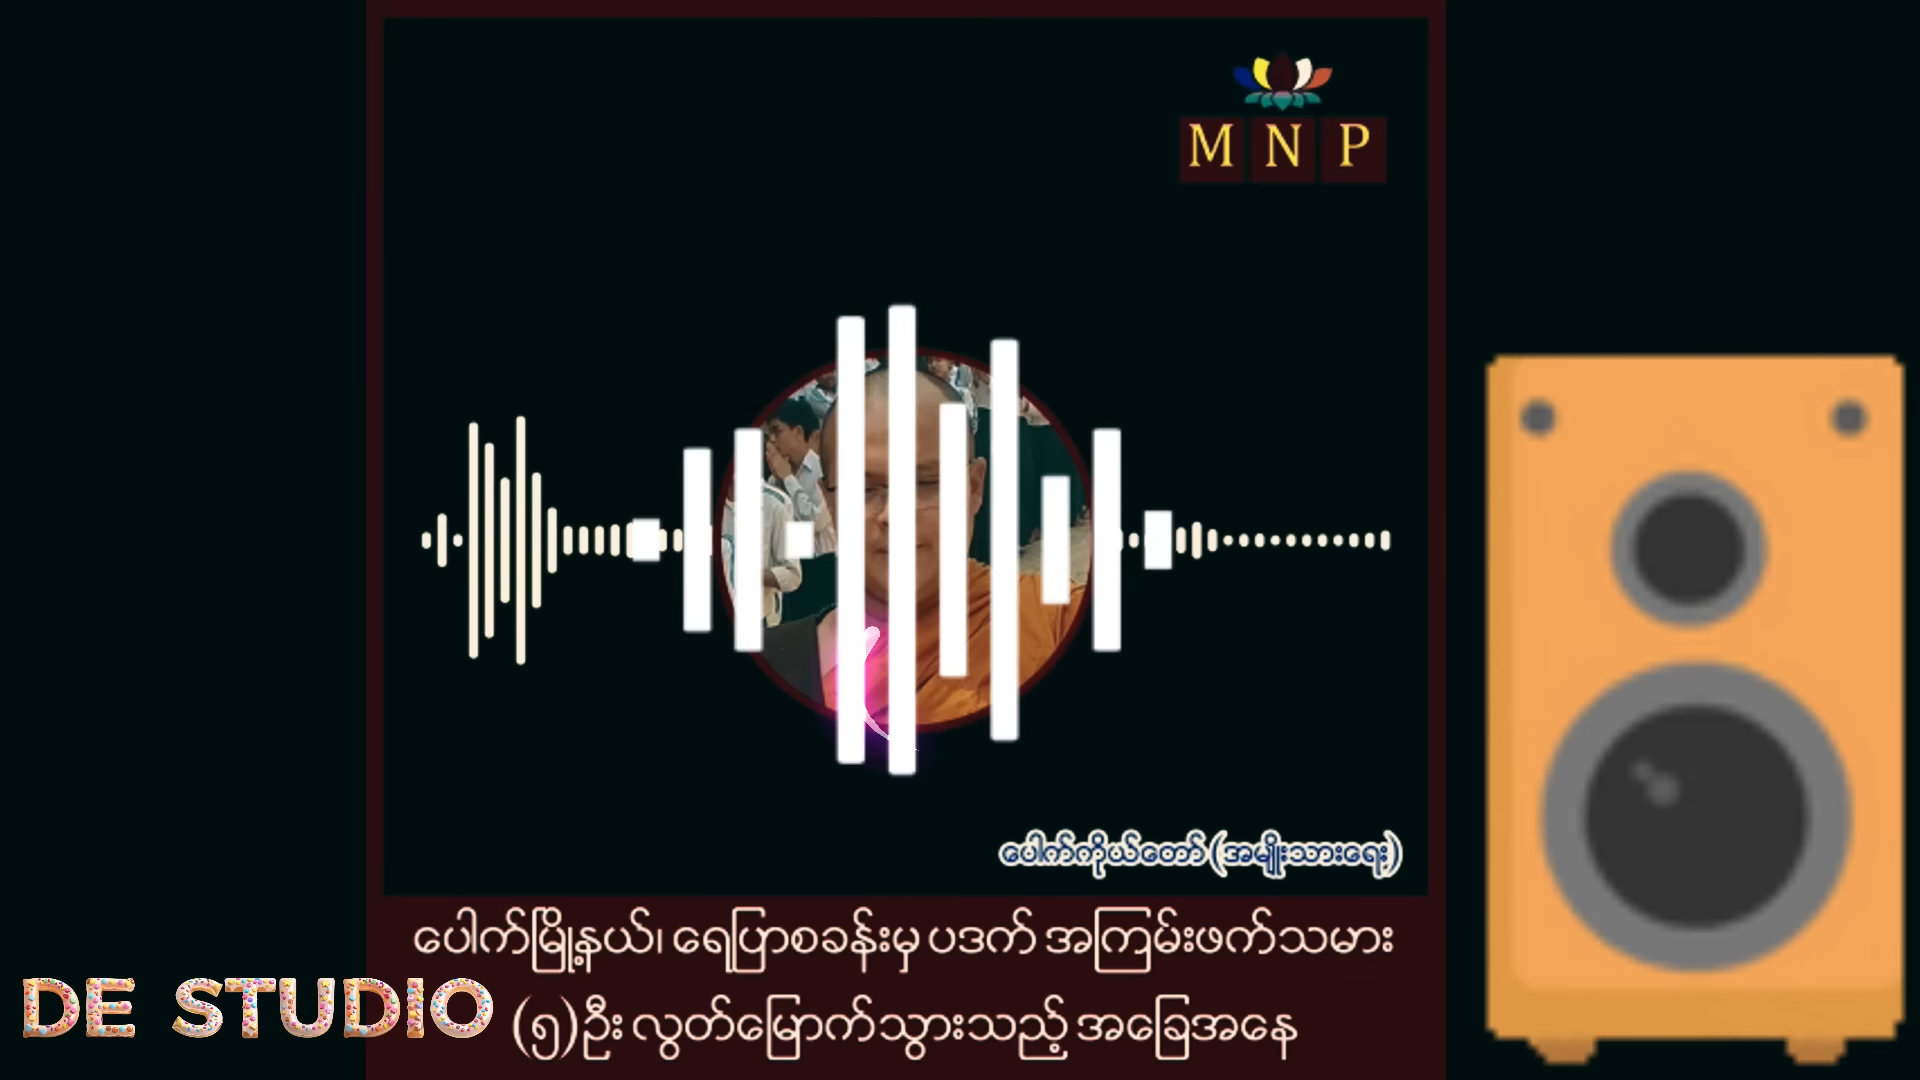 M N P
ပေါက်ကိုယ်တော် (အမျိုးသားရေး)
ပေါက်မြို့နယ်၊ ရေပြာစခန်းမှ ပဒက် အကြမ်းဖက်သမား
(၅)ဦး လွတ်မြောက်သွားသည့် အခြေအနေ
DE STUDIO